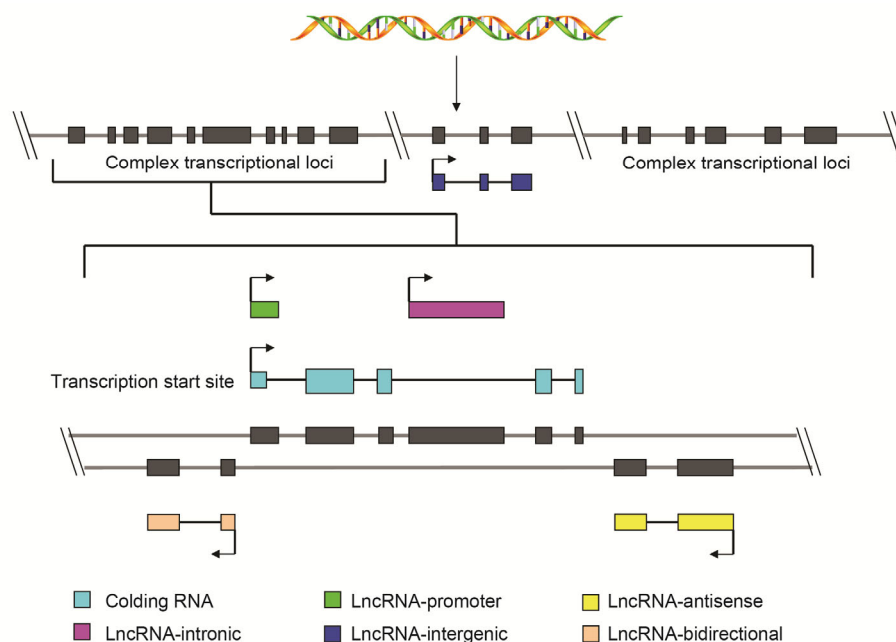 Complex transcriptional loci
Complex transcriptional loci
Transcription start site
Colding RNA
LncRNA-promoter
LncRNA-antisense
LncRNA-intronic
LncRNA-intergenic
LncRNA-bidirectional